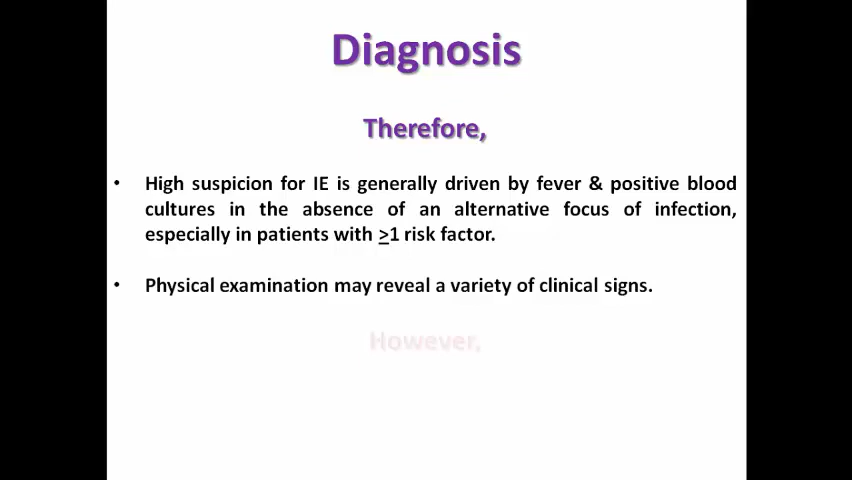 Diagnosis
Therefore,
• High suspicion for IE is generally driven by fever & positive blood
cultures in the absence of an alternative focus of infection,
especially in patients with >1 risk factor.
• Physical examination may reveal a variety of clinical signs.
However,